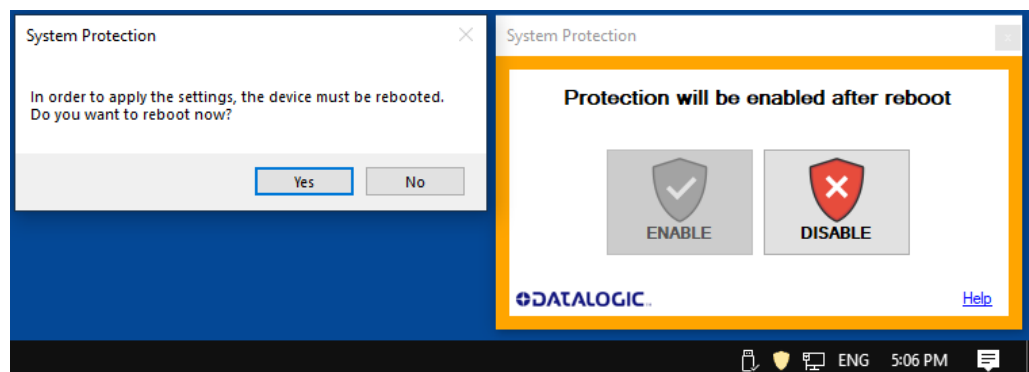 System Protection
In order to apply the settings, the device must be rebooted.
Do you want to reboot now?
Yes
No
System Protection
x
Protection will be enabled after reboot
ENABLE
DISABLE
DATALOGIC
Help
ENG
5:06 PM